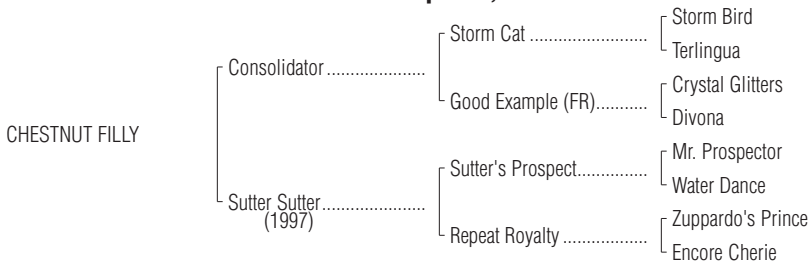 Storm Bird
Storm Cat ..............................
Terlingua
Consolidator .........................
Crystal Glitters
Good Example (FR)...........
Divona
CHESTNUT FILLY
Mr. Prospector
Sutter's Prospect...............
Water Dance
Sutter Sutter..........................
(1997)
Zuppardo's Prince
Repeat Royalty ..................
Encore Cherie